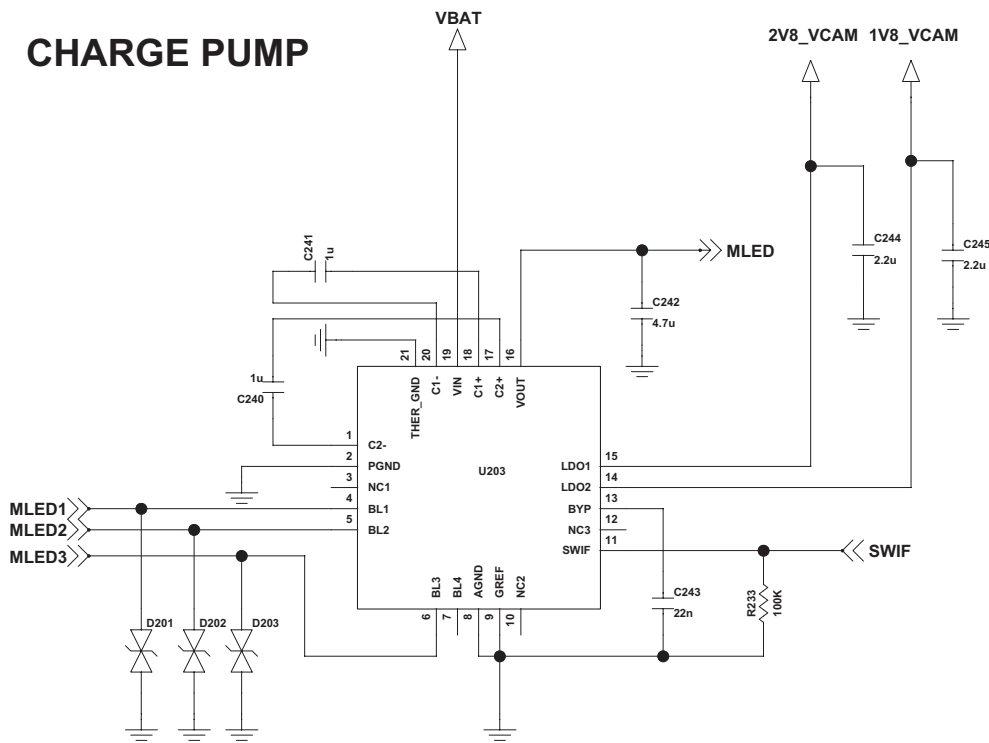 CHARGE PUMP
VBAT
2V8_VCAM 1V8_VCAM
C241
1u
C244
2.2u
C245
2.2u
MLED
C242
4.7u
1u
C240
21
20
19
18
17
16
THER_GND
C1-
VIN
C1+
C2+
VOUT
1
C2-
2
PGND
3
NC1
4
BL1
5
BL2
U203
15
LDO1
14
LDO2
13
BYP
12
NC3
11
SWIF
MLED1
MLED2
MLED3
SWIF
BL3
BL4
AGND
GREF
NC2
6
7
8
9
10
C243
22n
R233
100K
D201
D202
D203